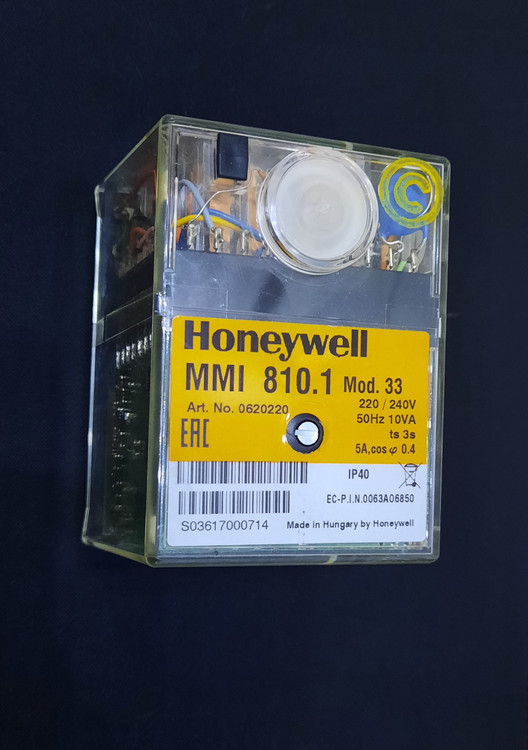 C
Honeywell
MMI 810.1 Mod. 33
Art. No. 0620220
220 / 240V
50Hz 10VA
ts 3s
5A,cos φ 0.4
EAC
IP40
EC-P.I.N.0063AO6850
S03617000714
Made in Hungary by Honeywell